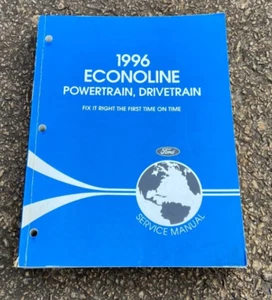 1996
ECONOLINE
POWERTRAIN, DRIVETRAIN
FIX IT RIGHT THE FIRST TIME ON TIME
Ford
SERVICE MANUAL